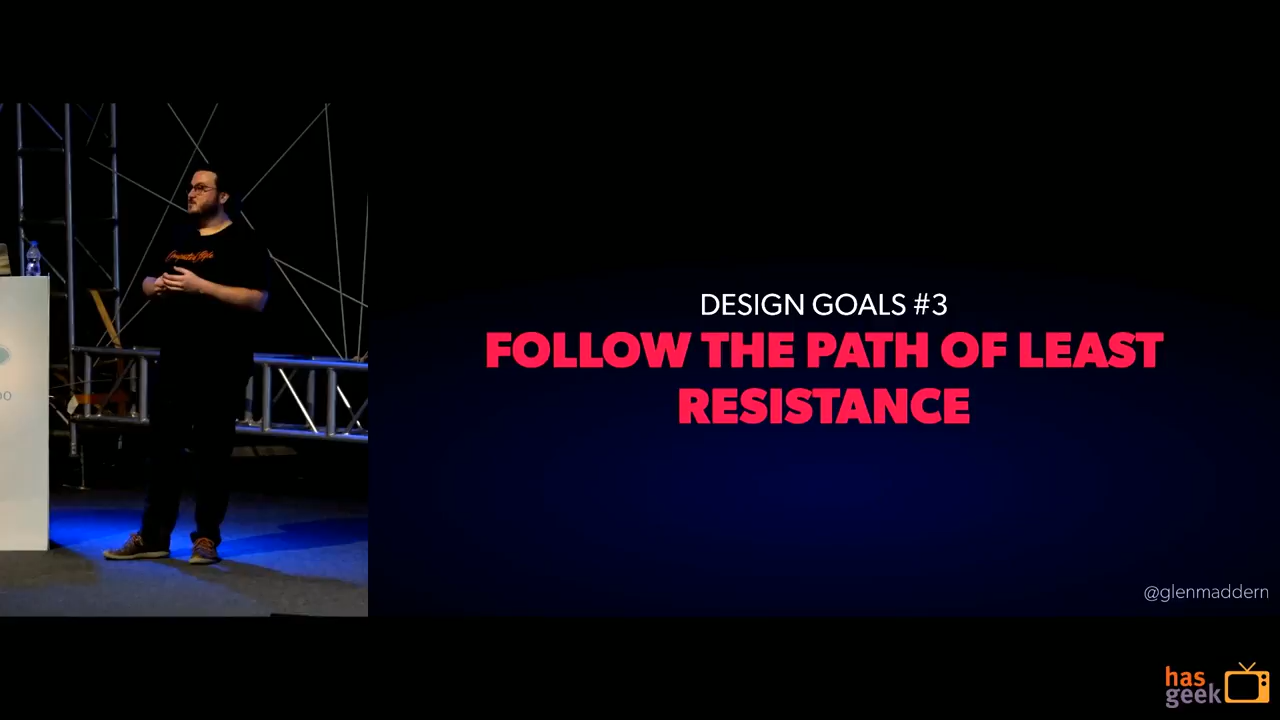 DESIGN GOALS #3
FOLLOW THE PATH OF LEAST
RESISTANCE
@glenmaddern
has
geek